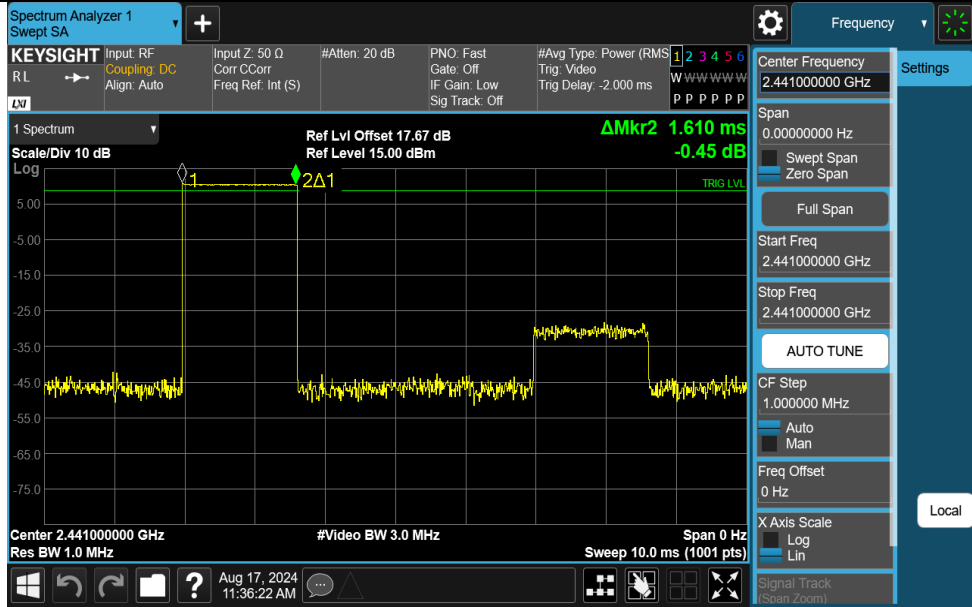 Spectrum Analyzer 1
Swept SA
Frequency
KEYSIGHT
R L
LXI
Input: RF
Coupling: DC
Align: Auto
Input Z: 50 Ω
Corr CCorr
Freq Ref: Int (S)
#Atten: 20 dB
PNO: Fast
Gate: Off
IF Gain: Low
Sig Track: Off
#Avg Type: Power (RMS
Trig: Video
Trig Delay: -2.000 ms
1 2 3 4 5 6
W W W W W W
P P P P P P
1 Spectrum
Scale/Div 10 dB
Log
Ref Lvl Offset 17.67 dB
Ref Level 15.00 dBm
ΔMkr2 1.610 ms
-0.45 dB
1
2Δ1
TRIG LVL
5.00
-5.00
-15.0
-25.0
-35.0
-45.0
-55.0
-65.0
-75.0
Center 2.441000000 GHz
Res BW 1.0 MHz
#Video BW 3.0 MHz
Span 0 Hz
Sweep 10.0 ms (1001 pts)
Aug 17, 2024
11:36:22 AM
?
Center Frequency
2.441000000 GHz
Span
0.00000000 Hz
Swept Span
Zero Span
Full Span
Start Freq
2.441000000 GHz
Stop Freq
2.441000000 GHz
AUTO TUNE
CF Step
1.000000 MHz
Auto
Man
Freq Offset
0 Hz
X Axis Scale
Log
Lin
Signal Track
(Span Zoom)
Settings
Local